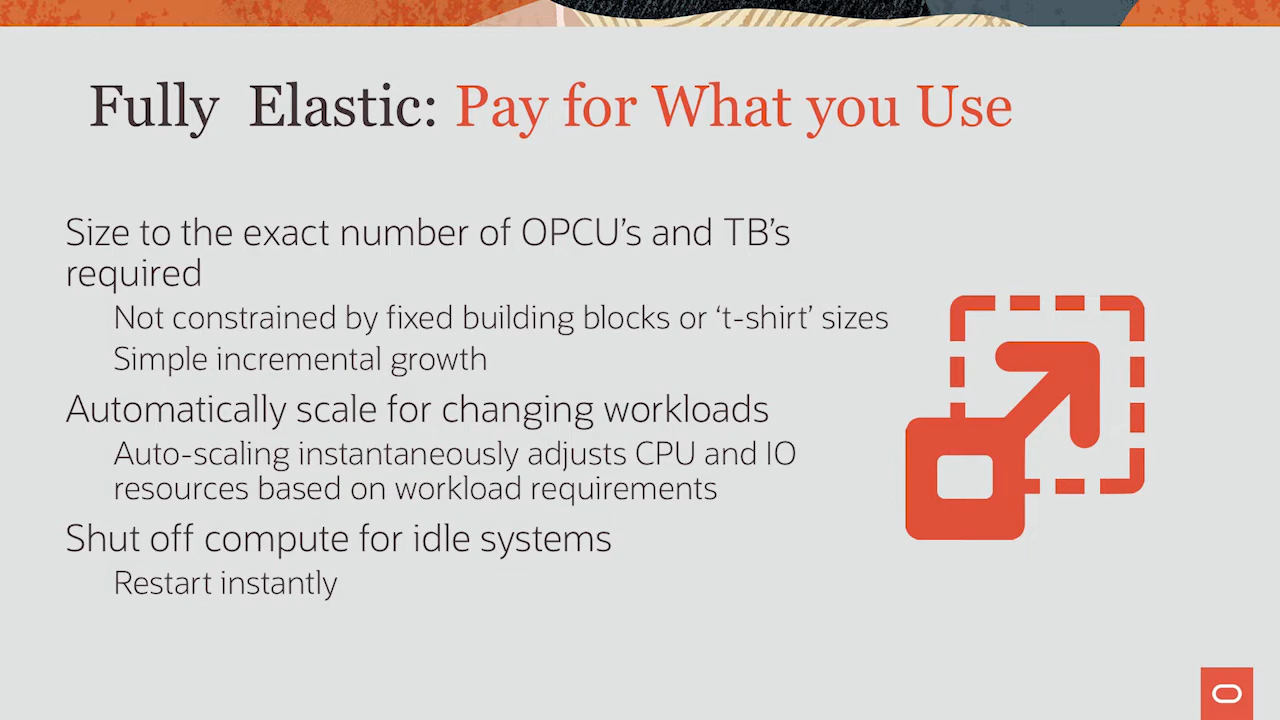 Fully Elastic: Pay for What you Use
Size to the exact number of OPCU’s and TB’s
required
Not constrained by fixed building blocks or ‘t-shirt’ sizes
Simple incremental growth
Automatically scale for changing workloads
Auto-scaling instantaneously adjusts CPU and IO
resources based on workload requirements
Shut off compute for idle systems
Restart instantly